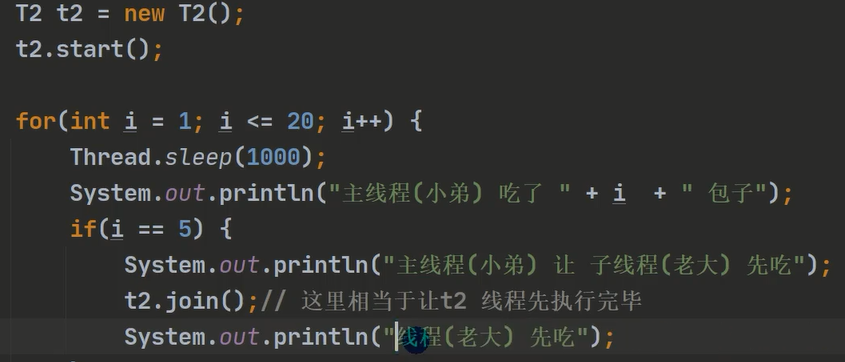 T2 t2 = new T2();
t2.start();
for(int i = 1; i <= 20; i++) {
Thread.sleep(1000);
System.out.println("主线程(小弟) 吃了 " + i  + " 包子");
if(i == 5) {
System.out.println("主线程(小弟) 让 子线程(老大) 先吃");
t2.join();// 这里相当于让t2 线程先执行完毕
System.out.println("线程(老大) 先吃");